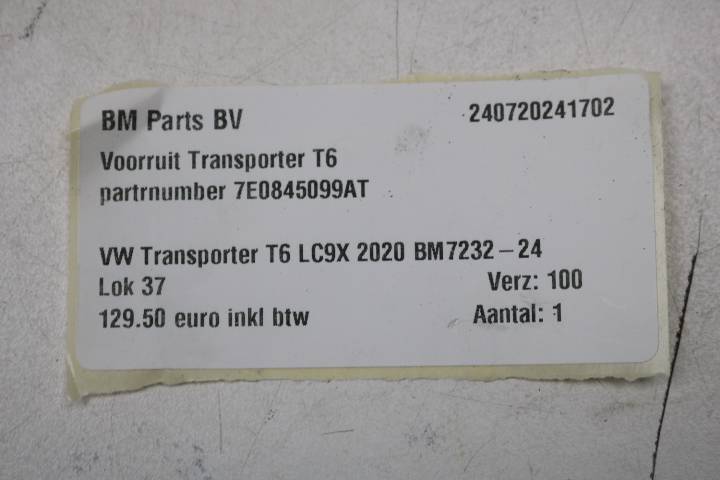 BM Parts BV 240720241702
Voorruit Transporter T6
partrnumber 7E0845099AT
VW Transporter T6 LC9X 2020 BM7232-24
Lok 37 Verz: 100
129.50 euro inkl btw Aantal: 1